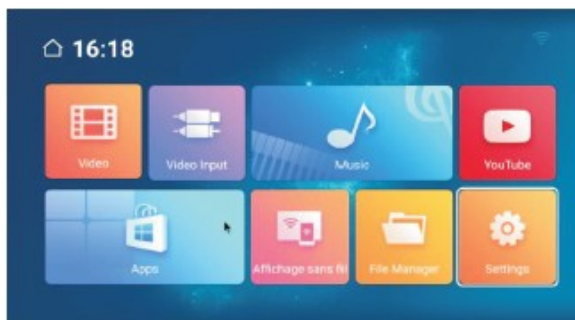 16:18
Video
Video Input
Music
YouTube
Apps
Affichage sans fil
File Manager
Settings